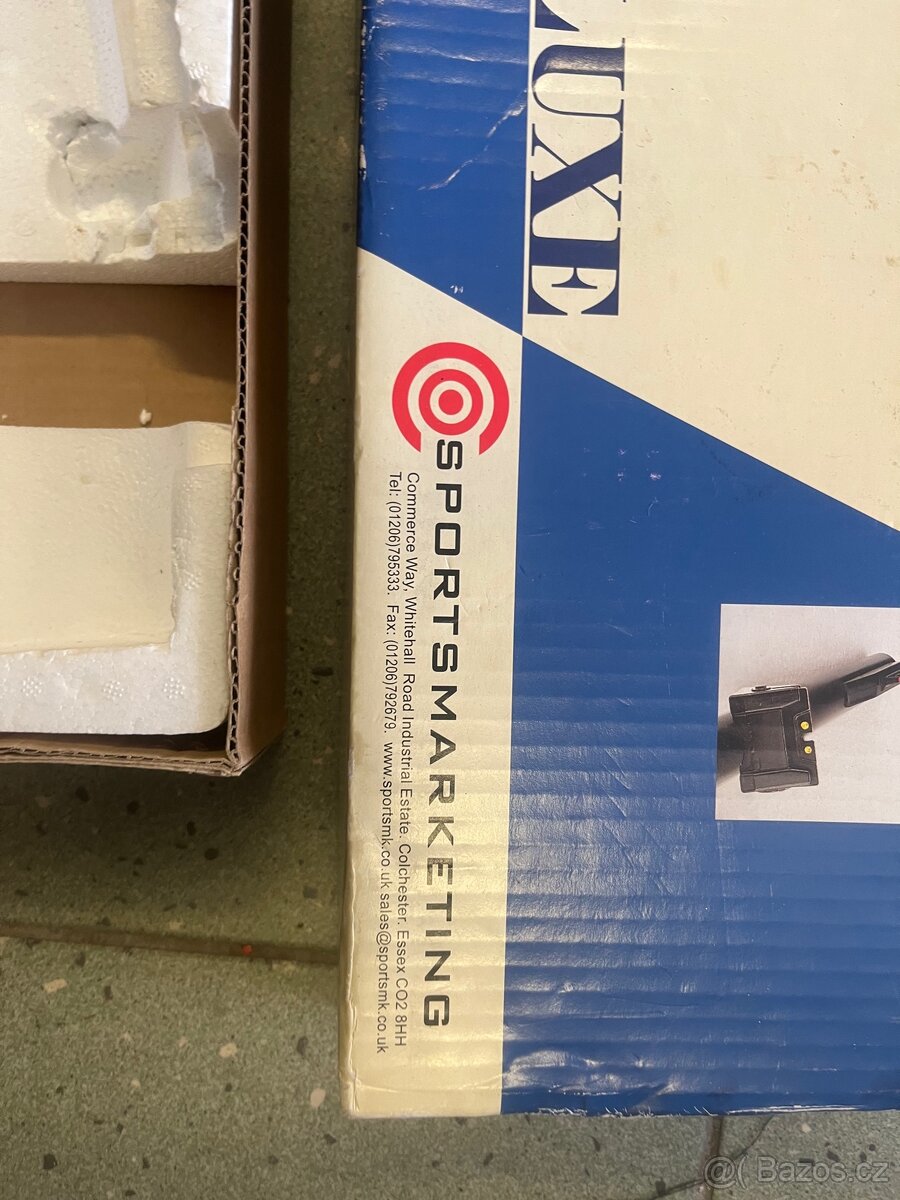 LUXE
SPORTSMARKETING
Commerce Way, Whitehall Road Industrial Estate. Colchester. Essex CO2 8HH
Tel: (01206)795333. Fax: (01206)792679. www.sportsmk.co.uk sales@sportsmk.co.uk
@( Bazos.cz